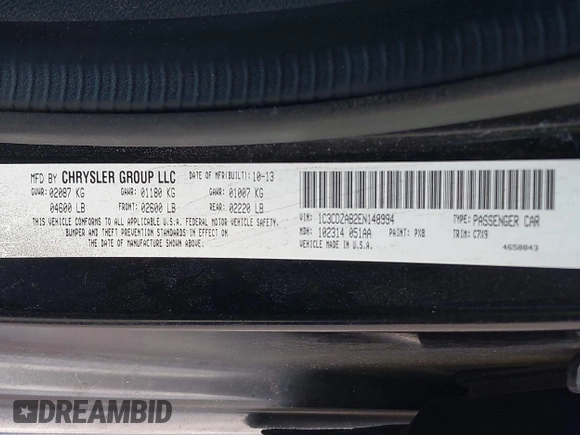 MFD BY CHRYSLER GROUP LLC DATE OF MFR(BUILT): 10-13
GVWR: 02087 KG GAWR: 01180 KG GAWR: 01007 KG
04600 LB FRONT: 02600 LB REAR: 02220 LB
THIS VEHICLE CONFORMS TO ALL APPLICABLE U.S.A. FEDERAL MOTOR VEHICLE SAFETY,
BUMPER AND THEFT PREVENTION STANDARDS IN EFFECT ON
THE DATE OF MANUFACTURE SHOWN ABOVE.
VIN: 1C3CDZAB2EN148994 TYPE: PASSENGER CAR
MDH: 102314 051AA PAINT: PXB TRIM: C7X9
VEHICLE MADE IN U.S.A. 4658843
DREAMBID